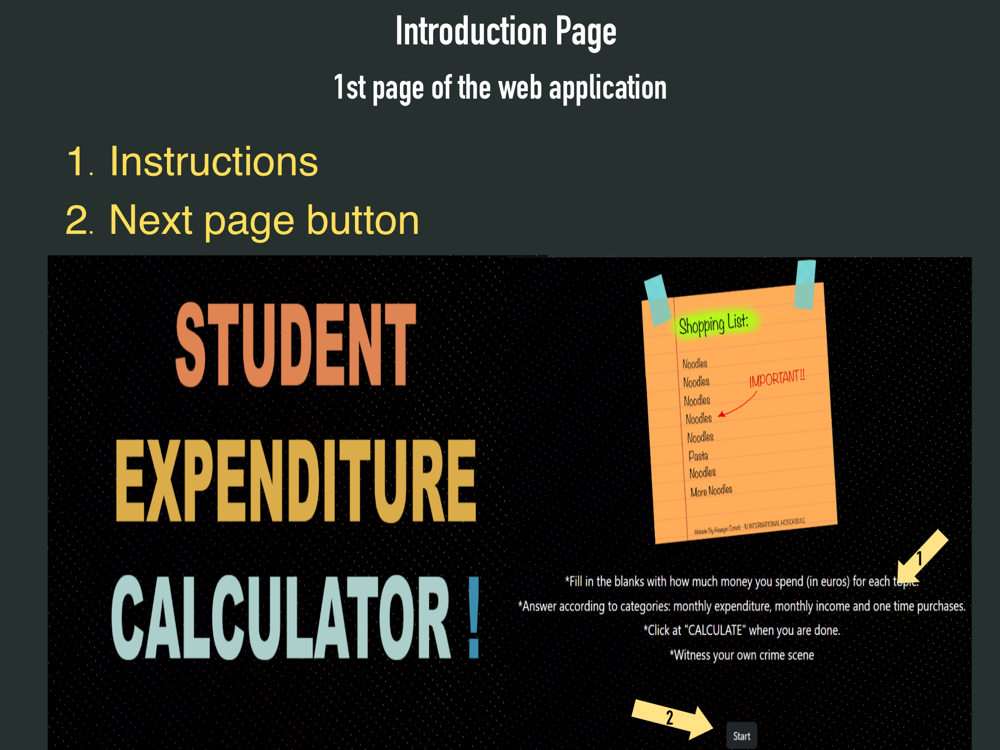 Introduction Page
1st page of the web application
1. Instructions
2. Next page button
STUDENT
EXPENDITURE
CALCULATOR !
Shopping List:
Noodles
Noodles
IMPORTANT!!
Noodles
Noodles
Noodles
Pasta
Noodles
More Noodles
Website By Hüseyin Öztürk - IU INTERNATIONAL HOSCHSULE
1
*Fill in the blanks with how much money you spend (in euros) for each topic.
*Answer according to categories: monthly expenditure, monthly income and one time purchases.
*Click at "CALCULATE" when you are done.
*Witness your own crime scene
2
Start